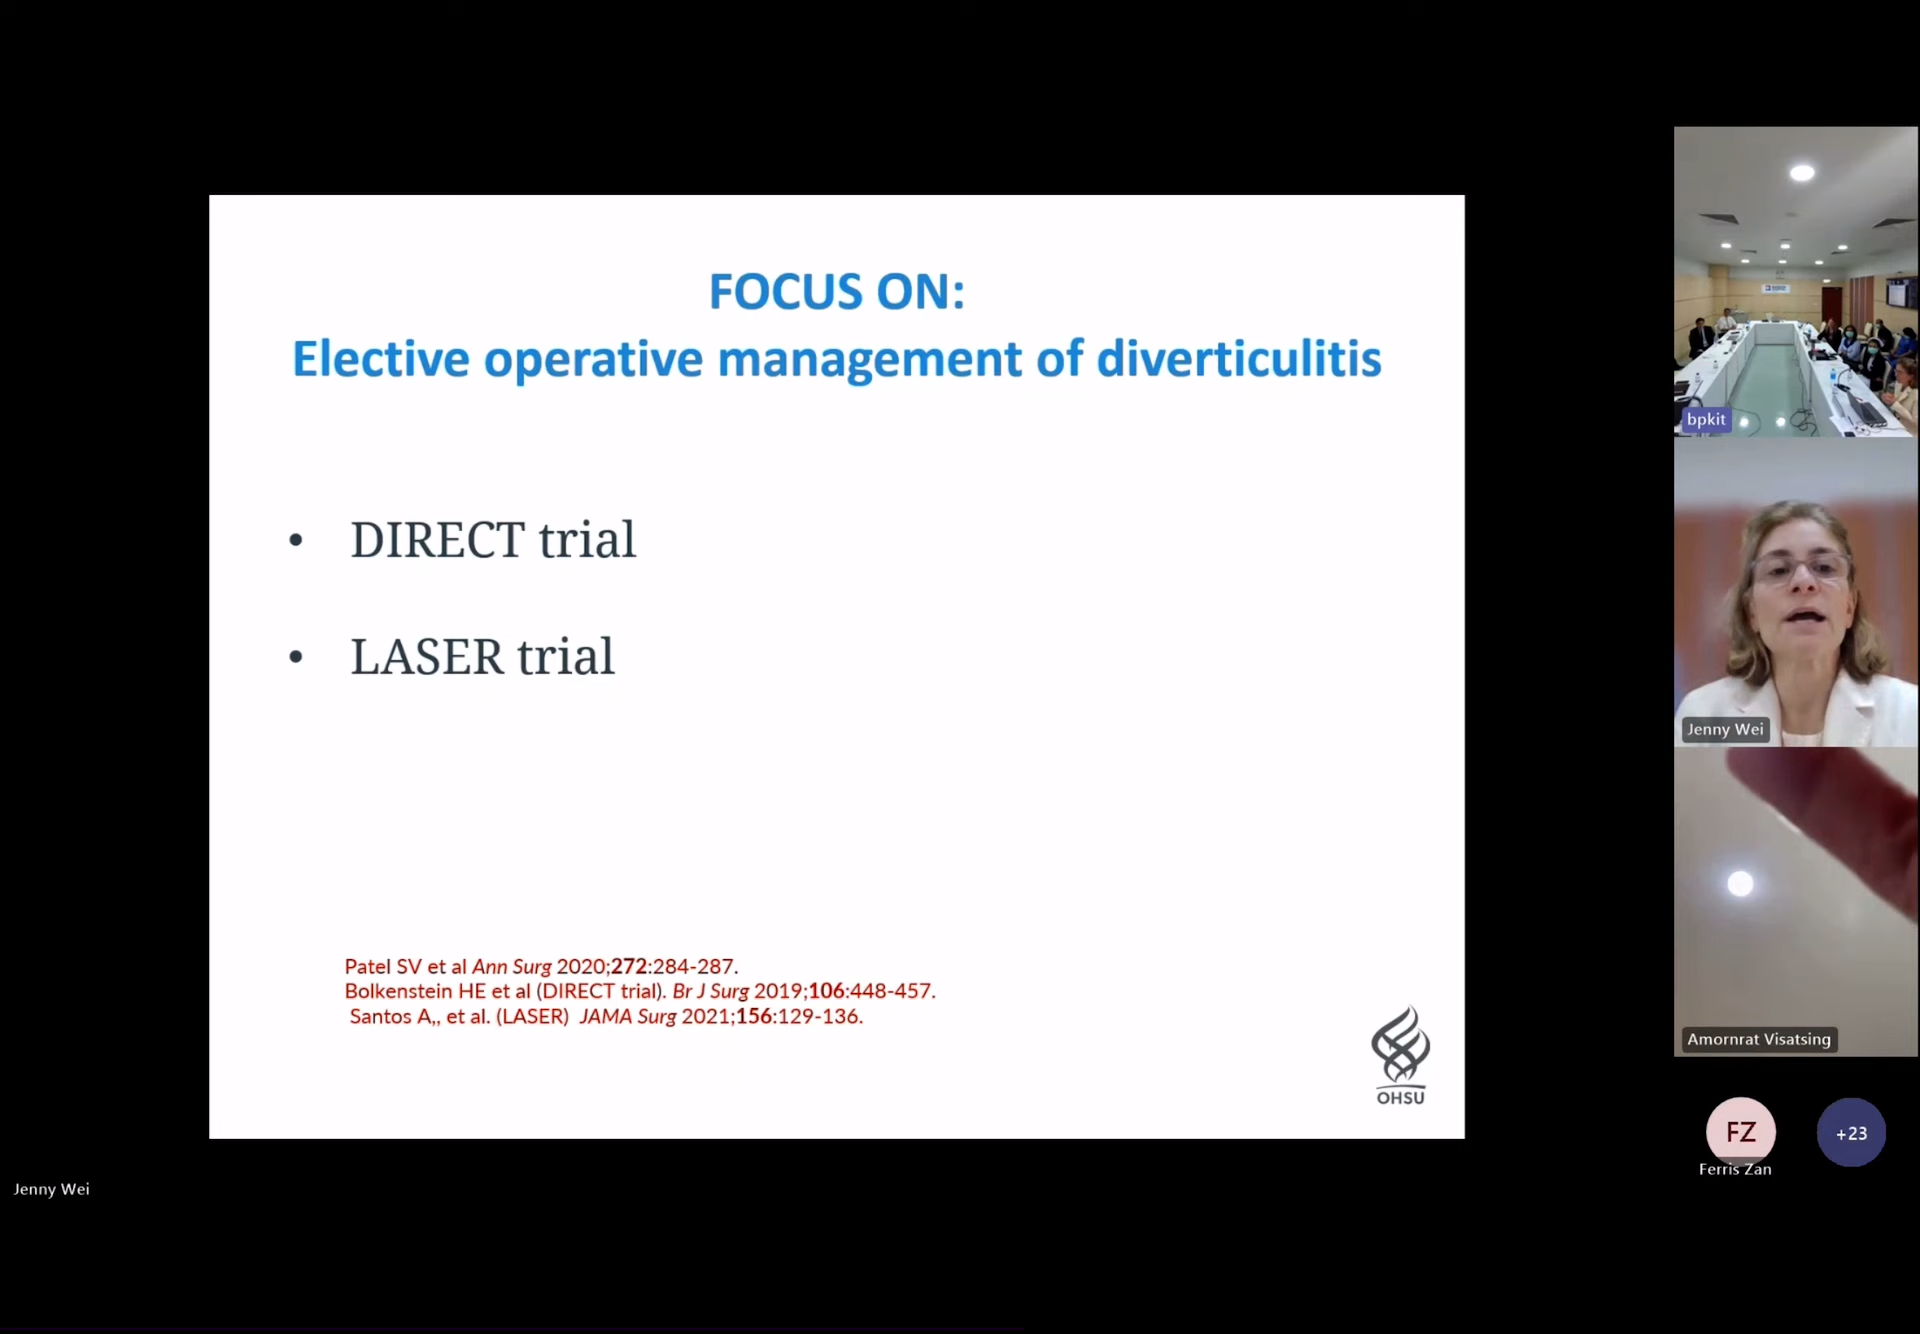 FOCUS ON:
Elective operative management of diverticulitis
• DIRECT trial
• LASER trial
Patel SV et al Ann Surg 2020;272:284-287.
Bolkenstein HE et al (DIRECT trial). Br J Surg 2019;106:448-457.
Santos A,, et al. (LASER) JAMA Surg 2021;156:129-136.
OHSU
bpkit
Jenny Wei
Amornrat Visatsing
FZ
+23
Ferris Zan
Jenny Wei